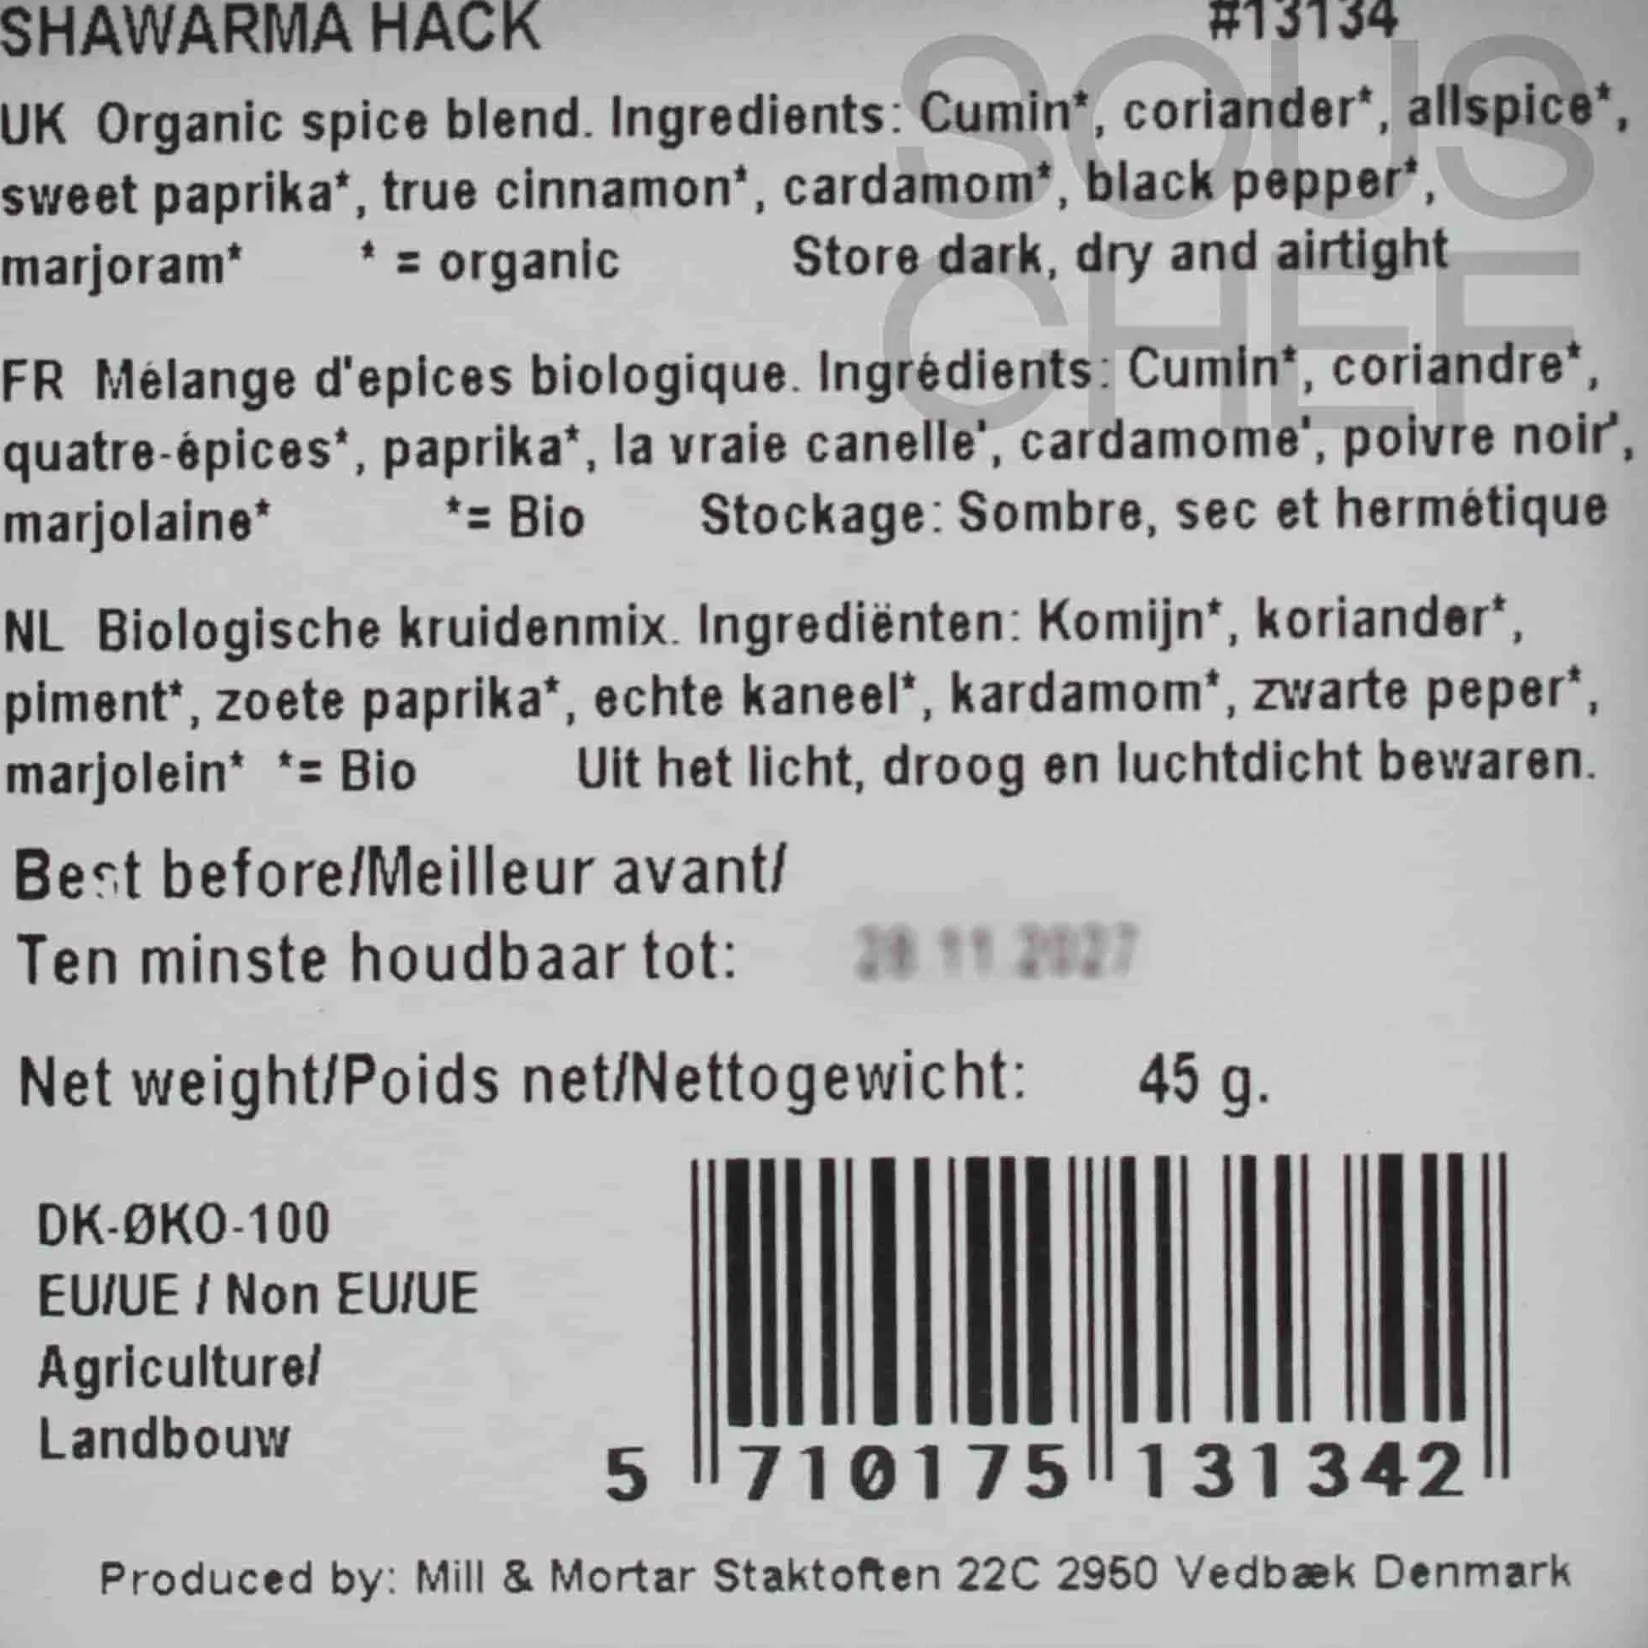 SHAWARMA HACK #13134
SOUS
CHEF
UK Organic spice blend. Ingredients: Cumin*, coriander*, allspice*,
sweet paprika*, true cinnamon*, cardamom*, black pepper*,
marjoram* * = organic Store dark, dry and airtight
FR Mélange d'epices biologique. Ingrédients: Cumin*, coriandre*,
quatre-épices*, paprika*, la vraie canelle', cardamome', poivre noir',
marjolaine* *= Bio Stockage: Sombre, sec et hermétique
NL Biologische kruidenmix. Ingrediënten: Komijn*, koriander*,
piment*, zoete paprika*, echte kaneel*, kardamom*, zwarte peper*,
marjolein* *= Bio Uit het licht, droog en luchtdicht bewaren.
Best before/Meilleur avant/
Ten minste houdbaar tot:
Net weight/Poids net/Nettogewicht: 45 g.
DK-ØKO-100
EU/UE / Non EU/UE
Agriculture/
Landbouw
5 710175 131342
Produced by: Mill & Mortar Staktoften 22C 2950 Vedbæk Denmark